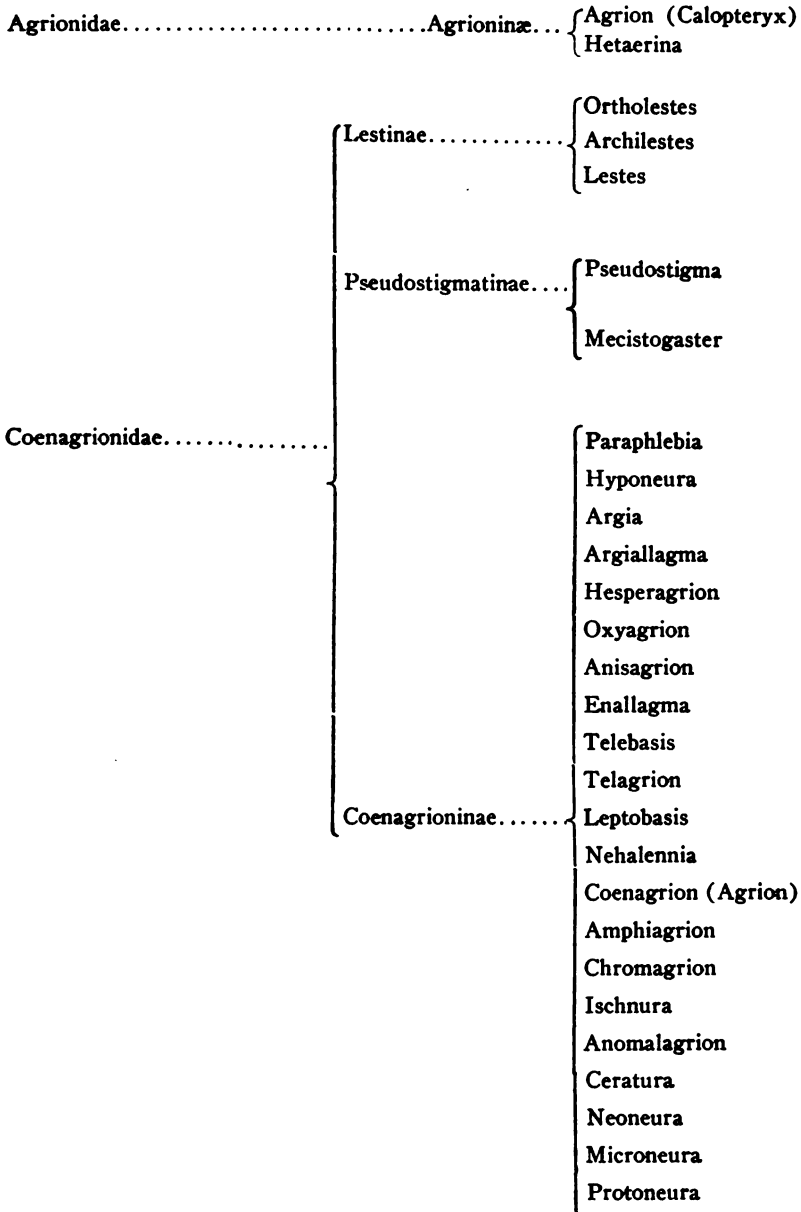 Agrionidae..............................Agrioninæ... Agrion (Calopteryx)
Hetaerina
Ortholestes
Lestinae............. Archilestes
Lestes
Pseudostigmatinae.... Pseudostigma
Mecistogaster
Coenagrionidae................ Paraphlebia
Hyponeura
Argia
Argiallagma
Hesperagrion
Oxyagrion
Anisagrion
Enallagma
Telebasis
Telagrion
Coenagrioninae....... Leptobasis
Nehalennia
Coenagrion (Agrion)
Amphiagrion
Chromagrion
Ischnura
Anomalagrion
Ceratura
Neoneura
Microneura
Protoneura